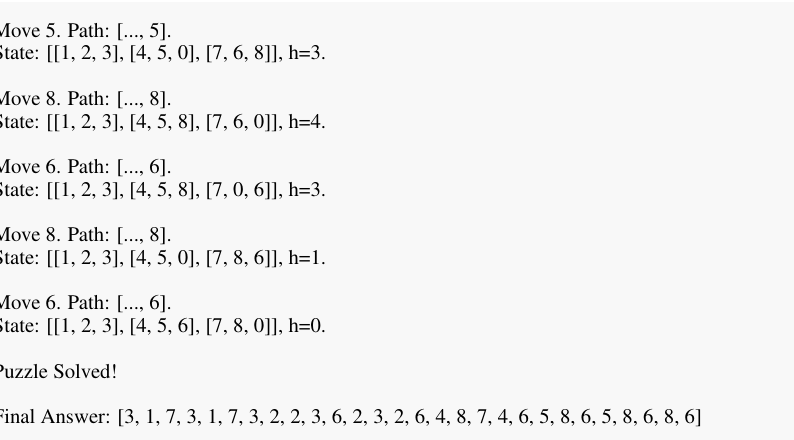 Move 5. Path: [..., 5].
State: [[1, 2, 3], [4, 5, 0], [7, 6, 8]], h=3.
Move 8. Path: [..., 8].
State: [[1, 2, 3], [4, 5, 8], [7, 6, 0]], h=4.
Move 6. Path: [..., 6].
State: [[1, 2, 3], [4, 5, 8], [7, 0, 6]], h=3.
Move 8. Path: [..., 8].
State: [[1, 2, 3], [4, 5, 0], [7, 8, 6]], h=1.
Move 6. Path: [..., 6].
State: [[1, 2, 3], [4, 5, 6], [7, 8, 0]], h=0.
Puzzle Solved!
Final Answer: [3, 1, 7, 3, 1, 7, 3, 2, 2, 3, 6, 2, 3, 2, 6, 4, 8, 7, 4, 6, 5, 8, 6, 5, 8, 6, 8, 6]